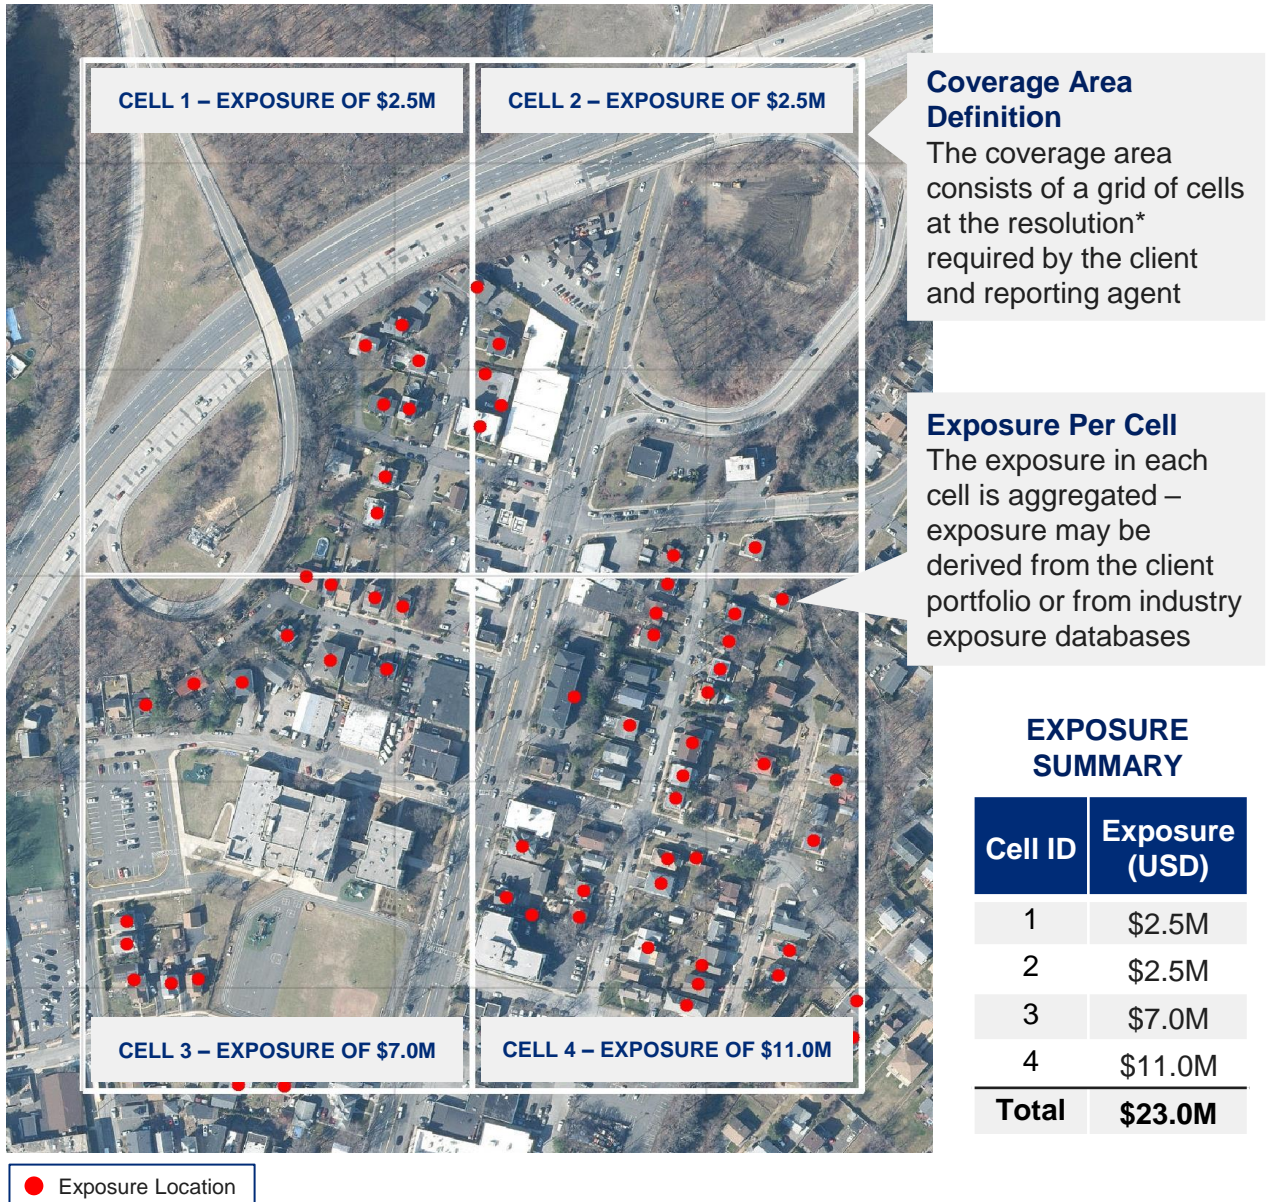 CELL 1 – EXPOSURE OF $2.5M
CELL 2 – EXPOSURE OF $2.5M
Coverage Area
Definition
The coverage area
consists of a grid of cells
at the resolution*
required by the client
and reporting agent
Exposure Per Cell
The exposure in each
cell is aggregated –
exposure may be
derived from the client
portfolio or from industry
exposure databases
CELL 3 – EXPOSURE OF $7.0M
CELL 4 – EXPOSURE OF $11.0M
EXPOSURE
SUMMARY
Cell ID Exposure
(USD)
1 $2.5M
2 $2.5M
3 $7.0M
4 $11.0M
Total $23.0M
Exposure Location